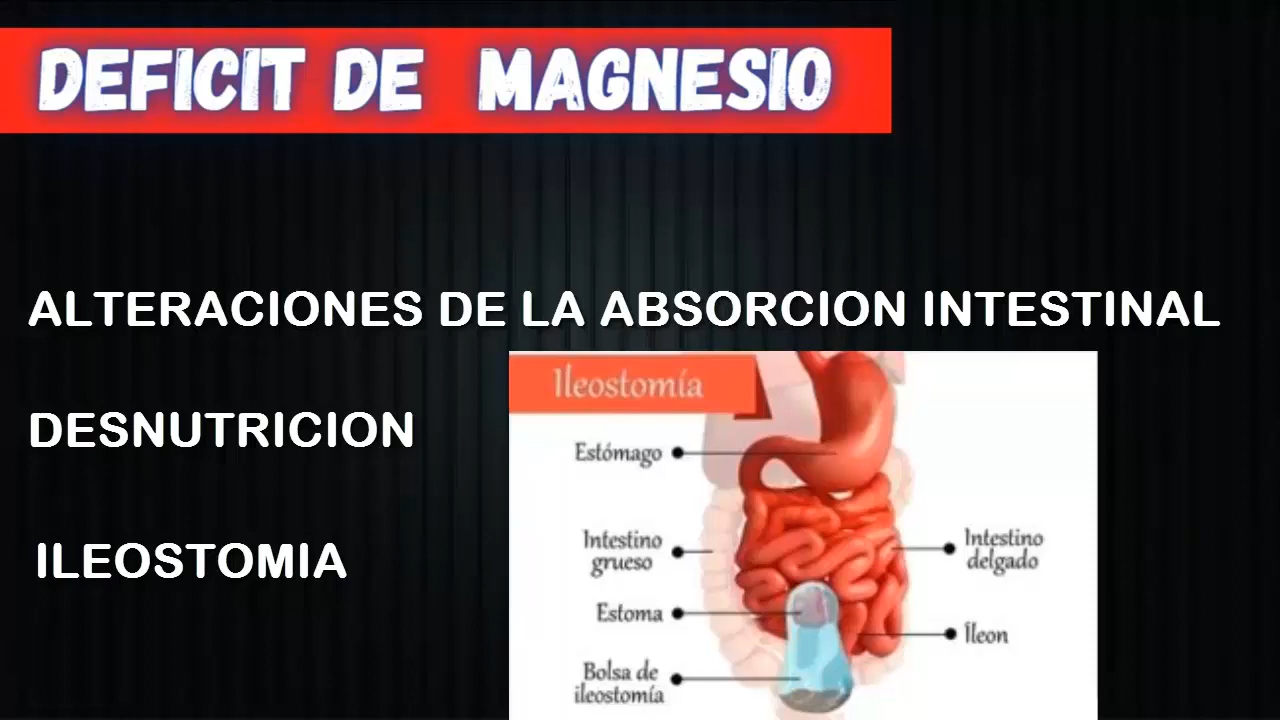 DEFICIT DE MAGNESIO
ALTERACIONES DE LA ABSORCION INTESTINAL
DESNUTRICION
ILEOSTOMIA
Ileostomía
Estómago
Intestino
grueso
Estoma
Bolsa de
ileostomía
Intestino
delgado
Íleon